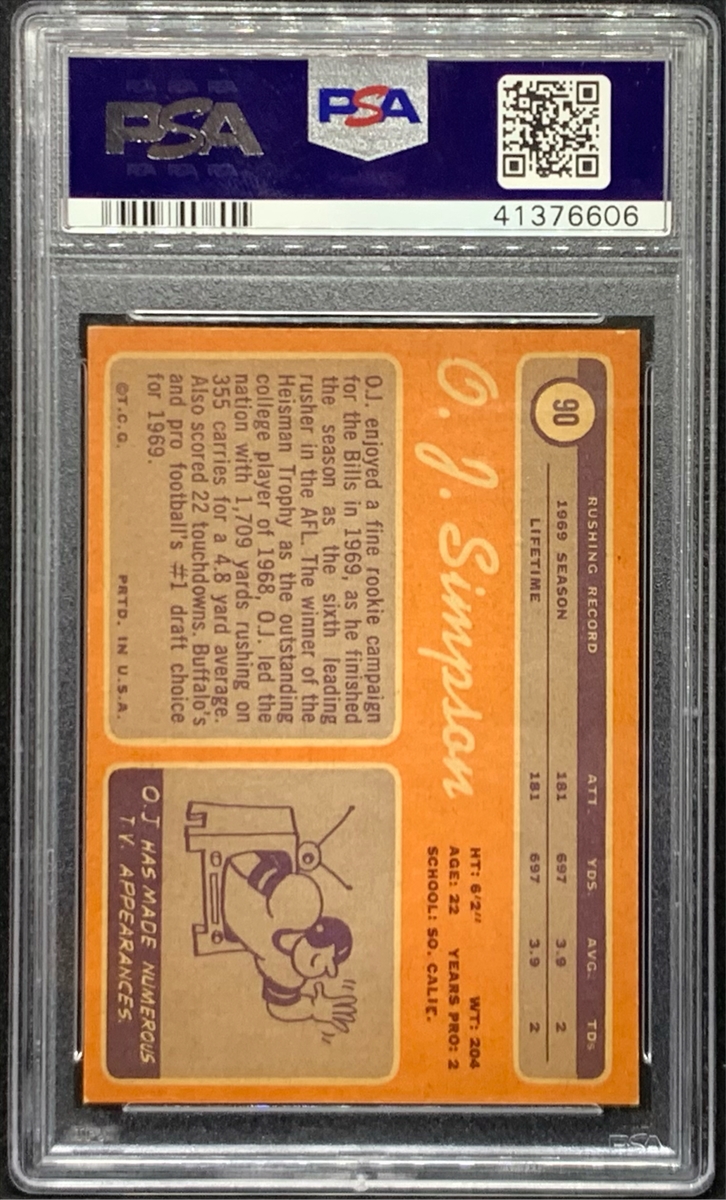 PSA
PSA
41376606
90
RUSHING RECORD ATT. YDS. AVG. TDs
1969 SEASON 181 697 3.9 2
LIFETIME 181 697 3.9 2
O. J. Simpson
HT: 6'2" WT: 204
AGE: 22 YEARS PRO: 2
SCHOOL: SO. CALIF.
O.J. enjoyed a fine rookie campaign
for the Bills in 1969, as he finished
the season as the sixth leading
rusher in the AFL. The winner of the
Heisman Trophy as the outstanding
college player of 1968, O.J. led the
nation with 1,709 yards rushing on
355 carries for a 4.8 yard average.
Also scored 22 touchdowns. Buffalo's
and pro football's #1 draft choice
for 1969.
©T.C.G. PRTD. IN U.S.A.
O.J HAS MADE NUMEROUS
T.V. APPEARANCES.
PSA